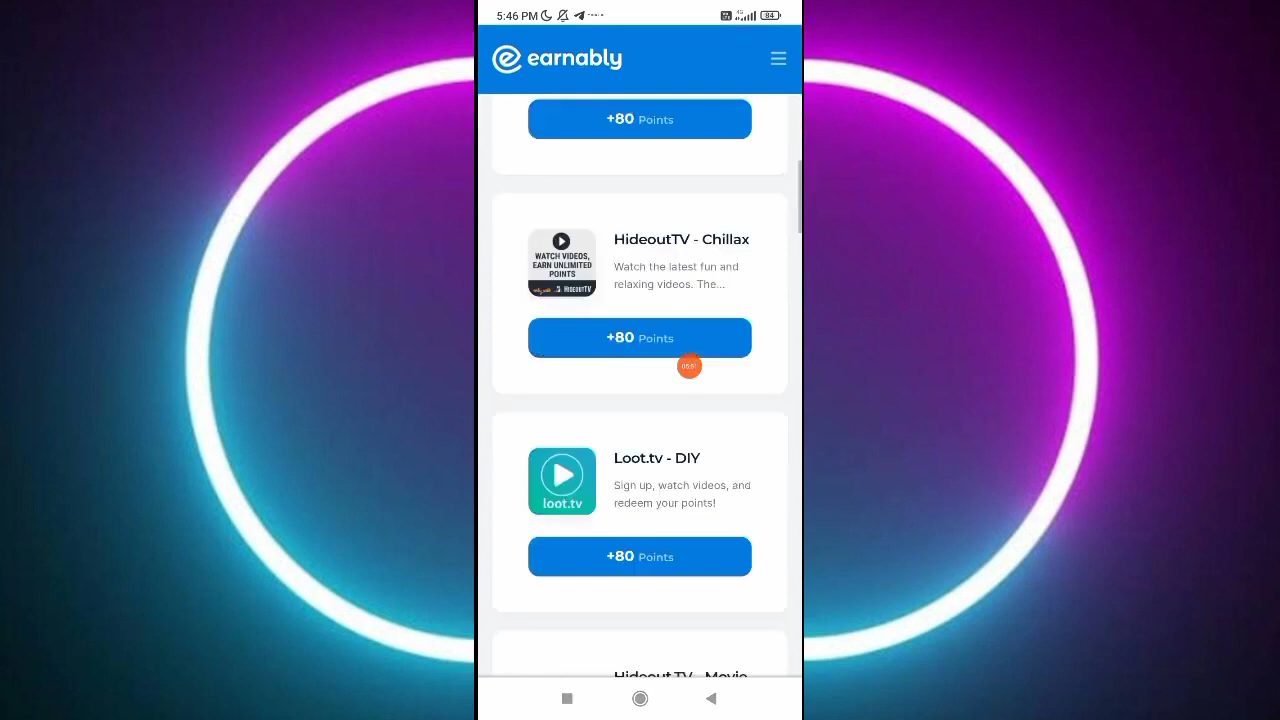 5:46 PM
4G
84
earnably
+80 Points
HideoutTV - Chillax
WATCH VIDEOS,
EARN UNLIMITED
POINTS
HIDEOUTTV
Watch the latest fun and
relaxing videos. The...
+80 Points
Loot.tv - DIY
loot.tv
Sign up, watch videos, and
redeem your points!
+80 Points